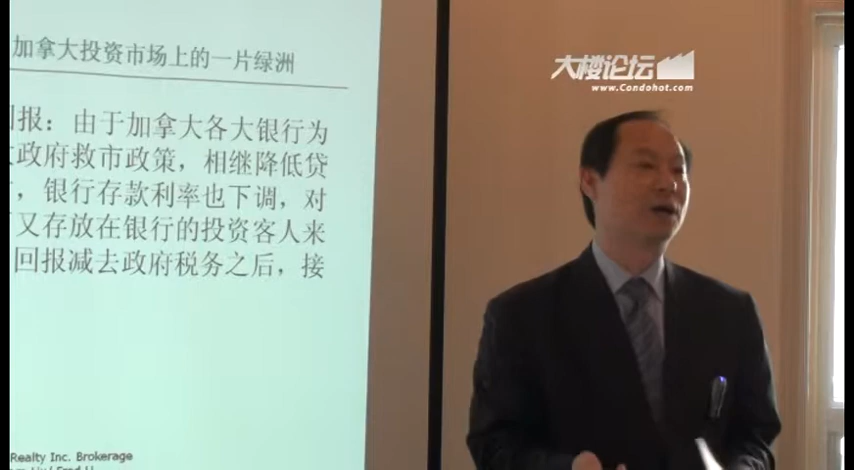 加拿大投资市场上的一片绿洲
大楼论坛
www.Condohot.com
回报：由于加拿大各大银行为
政府救市政策，相继降低贷
，银行存款利率也下调，对
又存放在银行的投资客人来
回报减去政府税务之后，接
Realty Inc. Brokerage